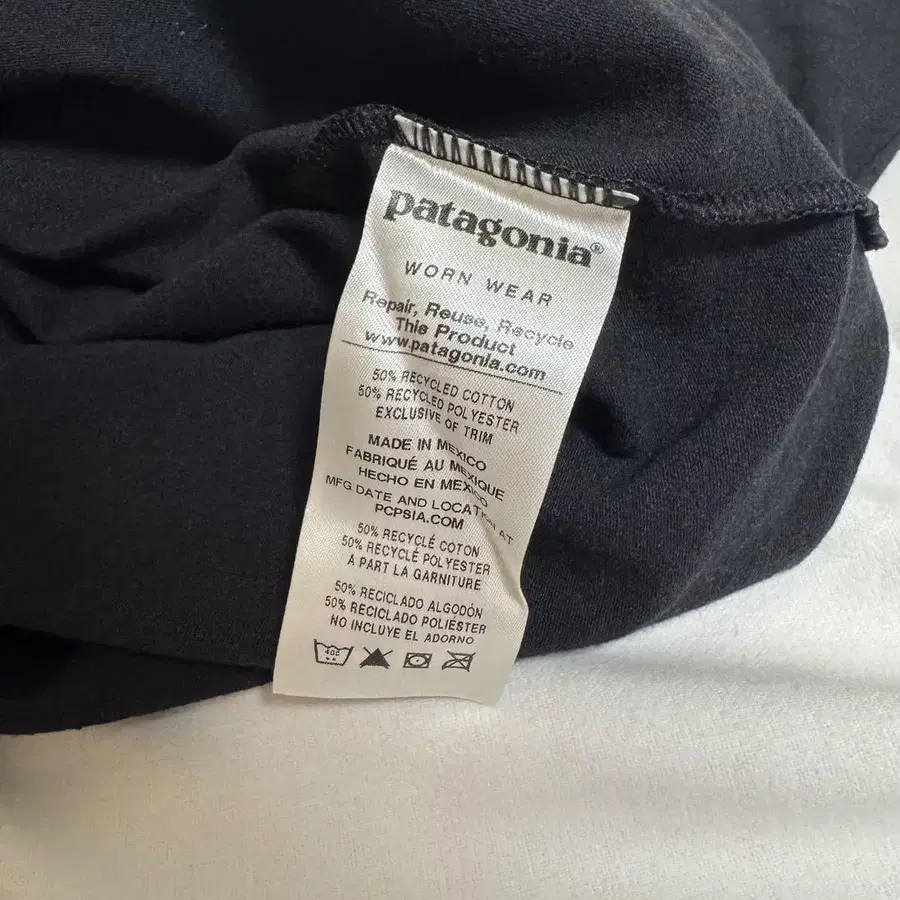 patagonia®
WORN WEAR
Repair, Reuse, Recycle
This Product
www.patagonia.com
50% RECYCLED COTTON
50% RECYCLED POLYESTER
EXCLUSIVE OF TRIM
MADE IN MEXICO
FABRIQUÉ AU MEXIQUE
HECHO EN MEXICO
MFG DATE AND LOCATION AT
PCPSIA.COM
50% RECYCLÉ COTON
50% RECYCLÉ POLYESTER
A PART LA GARNITURE
50% RECICLADO ALGODÓN
50% RECICLADO POLIÉSTER
NO INCLUYE EL ADORNO
40C